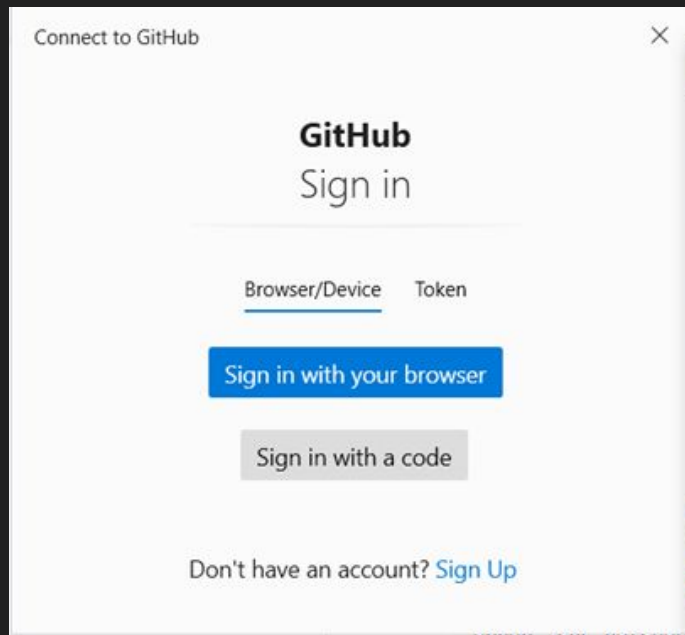 Connect to GitHub
GitHub
Sign in
Browser/Device Token
Sign in with your browser
Sign in with a code
Don't have an account? Sign Up